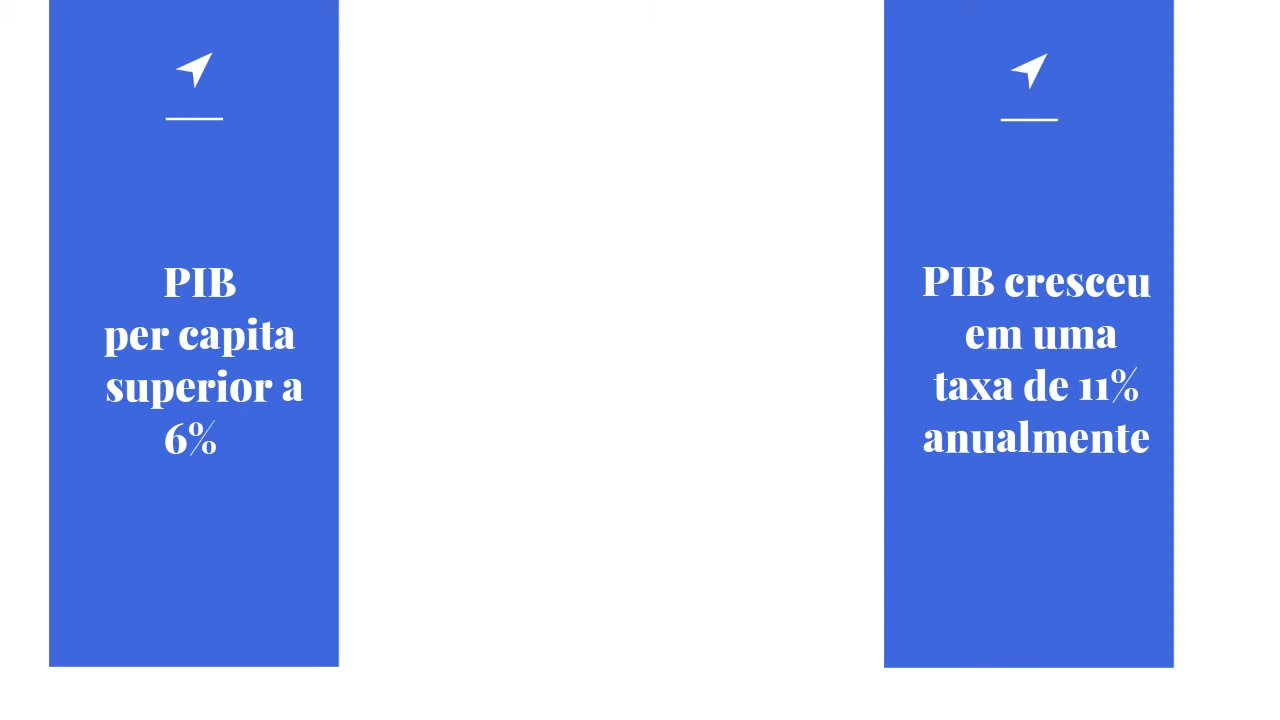 PIB
per capita
superior a
6%
PIB cresceu
em uma
taxa de 11%
anualmente